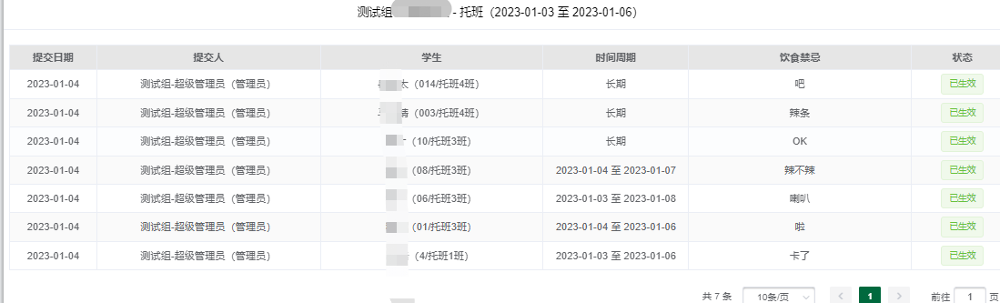 测试组 - 托班（2023-01-03 至 2023-01-06）
提交日期 提交人 学生 时间周期 饮食禁忌 状态
2023-01-04 测试组-超级管理员（管理员） （014/托班4班） 长期 吧 已生效
2023-01-04 测试组-超级管理员（管理员） （003/托班4班） 长期 辣条 已生效
2023-01-04 测试组-超级管理员（管理员） （10/托班3班） 长期 OK 已生效
2023-01-04 测试组-超级管理员（管理员） （08/托班3班） 2023-01-04 至 2023-01-07 辣不辣 已生效
2023-01-04 测试组-超级管理员（管理员） （06/托班3班） 2023-01-03 至 2023-01-08 喇叭 已生效
2023-01-04 测试组-超级管理员（管理员） （01/托班3班） 2023-01-04 至 2023-01-06 啦 已生效
2023-01-04 测试组-超级管理员（管理员） （4/托班1班） 2023-01-03 至 2023-01-06 卡了 已生效
共 7 条 10条/页 1 前往 1 页